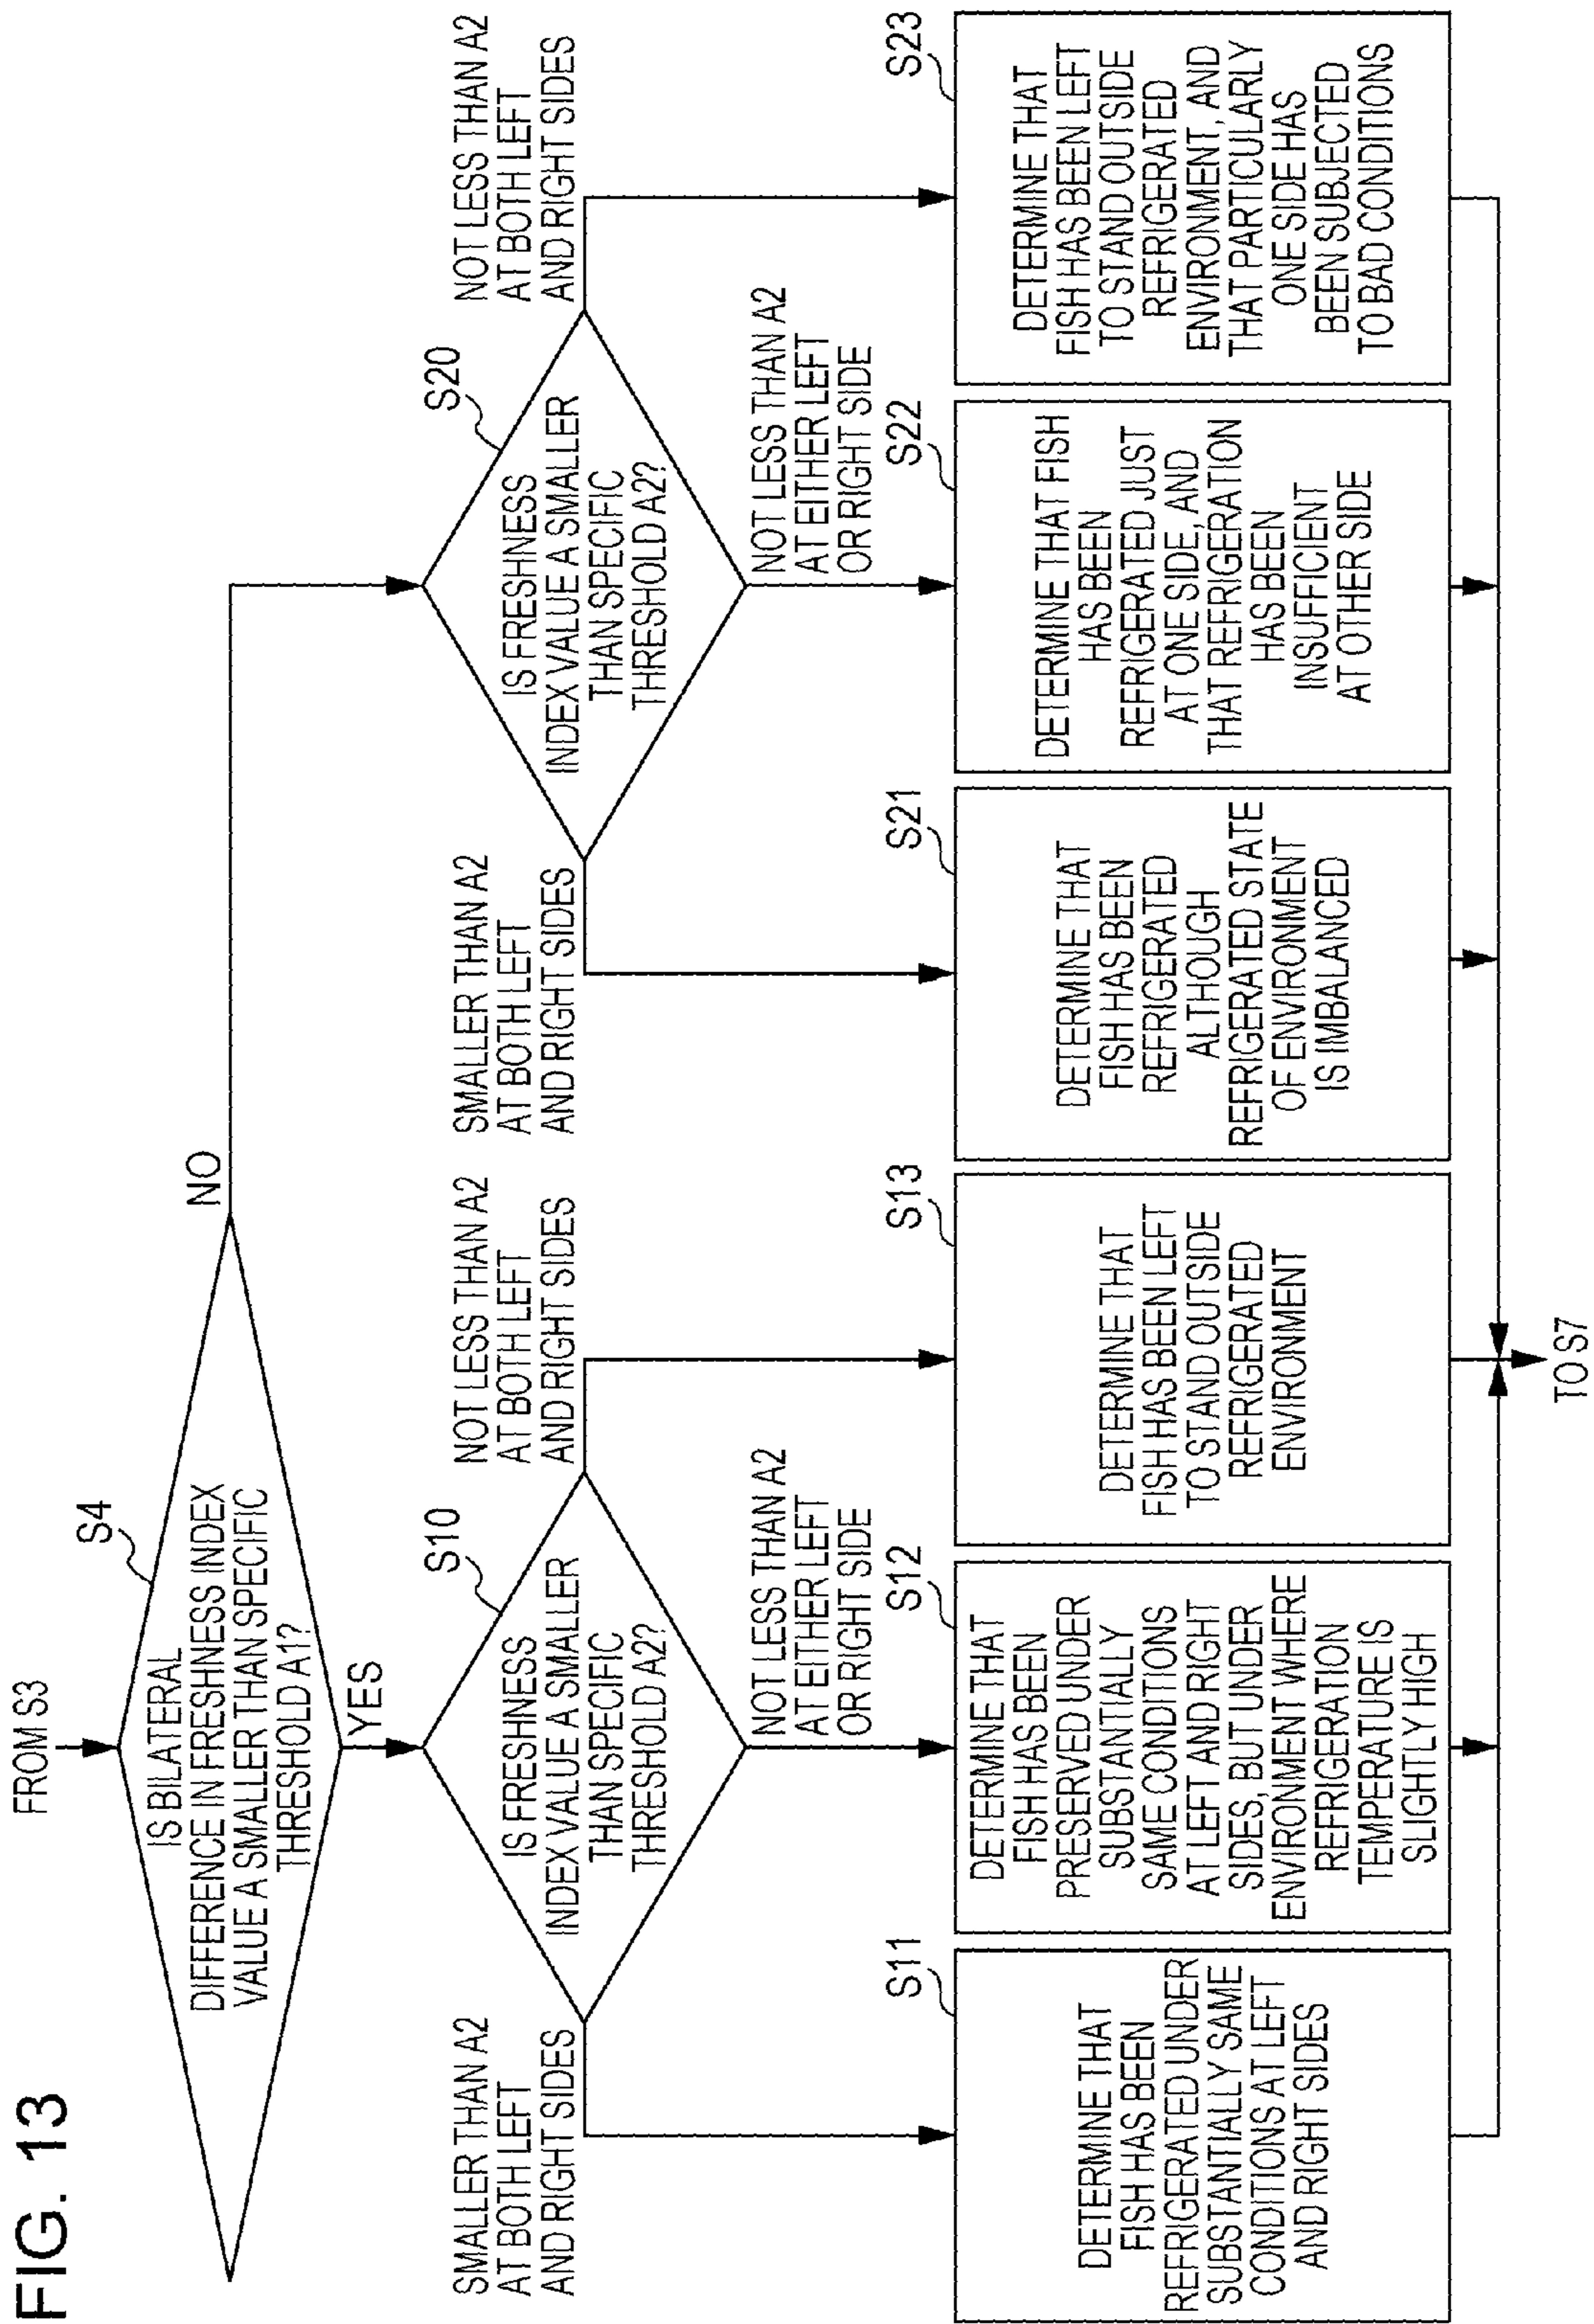 FIG. 13
FROM S3
S4
IS BILATERAL
DIFFERENCE IN FRESHNESS INDEX
VALUE A SMALLER THAN SPECIFIC
THRESHOLD A1?
NO
YES
S10
IS FRESHNESS
INDEX VALUE A SMALLER
THAN SPECIFIC
THRESHOLD A2?
SMALLER THAN A2
AT BOTH LEFT
AND RIGHT SIDES
NOT LESS THAN A2
AT EITHER LEFT
OR RIGHT SIDE
NOT LESS THAN A2
AT BOTH LEFT
AND RIGHT SIDES
S20
IS FRESHNESS
INDEX VALUE A SMALLER
THAN SPECIFIC
THRESHOLD A2?
SMALLER THAN A2
AT BOTH LEFT
AND RIGHT SIDES
NOT LESS THAN A2
AT EITHER LEFT
OR RIGHT SIDE
NOT LESS THAN A2
AT BOTH LEFT
AND RIGHT SIDES
S11
DETERMINE THAT
FISH HAS BEEN
REFRIGERATED UNDER
SUBSTANTIALLY SAME
CONDITIONS AT LEFT
AND RIGHT SIDES
S12
DETERMINE THAT
FISH HAS BEEN
PRESERVED UNDER
SUBSTANTIALLY
SAME CONDITIONS
AT LEFT AND RIGHT
SIDES, BUT UNDER
ENVIRONMENT WHERE
REFRIGERATION
TEMPERATURE IS
SLIGHTLY HIGH
S13
DETERMINE THAT
FISH HAS BEEN LEFT
TO STAND OUTSIDE
REFRIGERATED
ENVIRONMENT
S21
DETERMINE THAT
FISH HAS BEEN
REFRIGERATED
ALTHOUGH
REFRIGERATED STATE
OF ENVIRONMENT
IS IMBALANCED
S22
DETERMINE THAT FISH
HAS BEEN
REFRIGERATED JUST
AT ONE SIDE, AND
THAT REFRIGERATION
HAS BEEN
INSUFFICIENT
AT OTHER SIDE
S23
DETERMINE THAT
FISH HAS BEEN LEFT
TO STAND OUTSIDE
REFRIGERATED
ENVIRONMENT, AND
THAT PARTICULARLY
ONE SIDE HAS
BEEN SUBJECTED
TO BAD CONDITIONS
TO S7